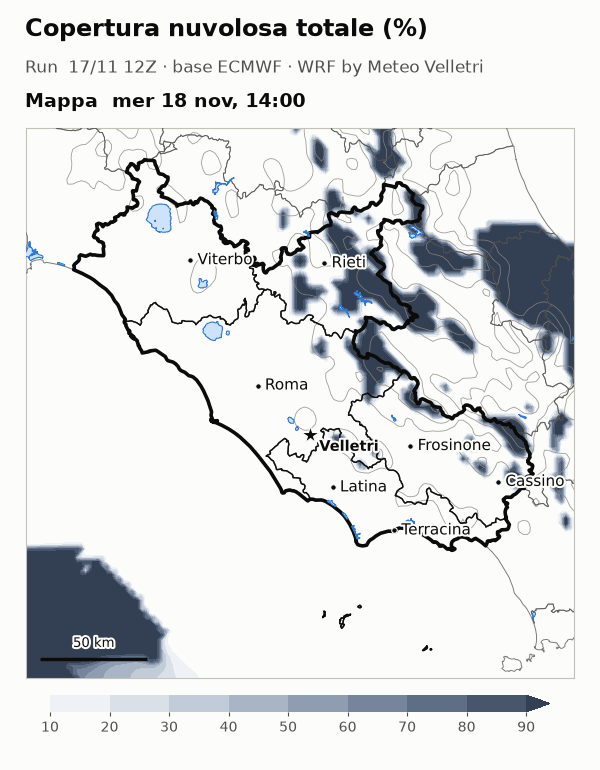 Copertura nuvolosa totale (%)
Run  17/11 12Z · base ECMWF · WRF by Meteo Velletri
Mappa  mer 18 nov, 14:00
Viterbo
Rieti
Roma
Velletri
Frosinone
Latina
Cassino
Terracina
50 km
10 20 30 40 50 60 70 80 90